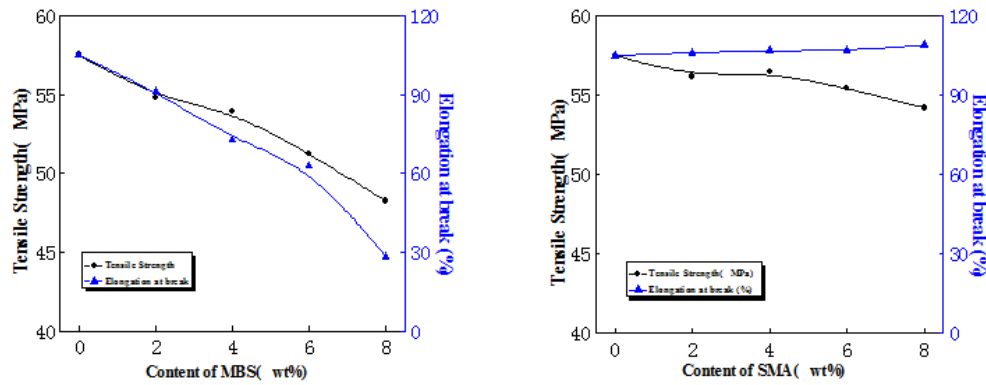 60
55
50
45
40
Tensile Strength( MPa)
120
90
60
30
0
Elongation at break (%)
Tensile Strength
Elongation at break
0 2 4 6 8
Content of MBS( wt%)
60
55
50
45
40
Tensile Strength( MPa)
120
90
60
30
0
Elongation at break (%)
Tensile Strength( MPa)
Elongation at break (%)
0 2 4 6 8
Content of SMA( wt%)